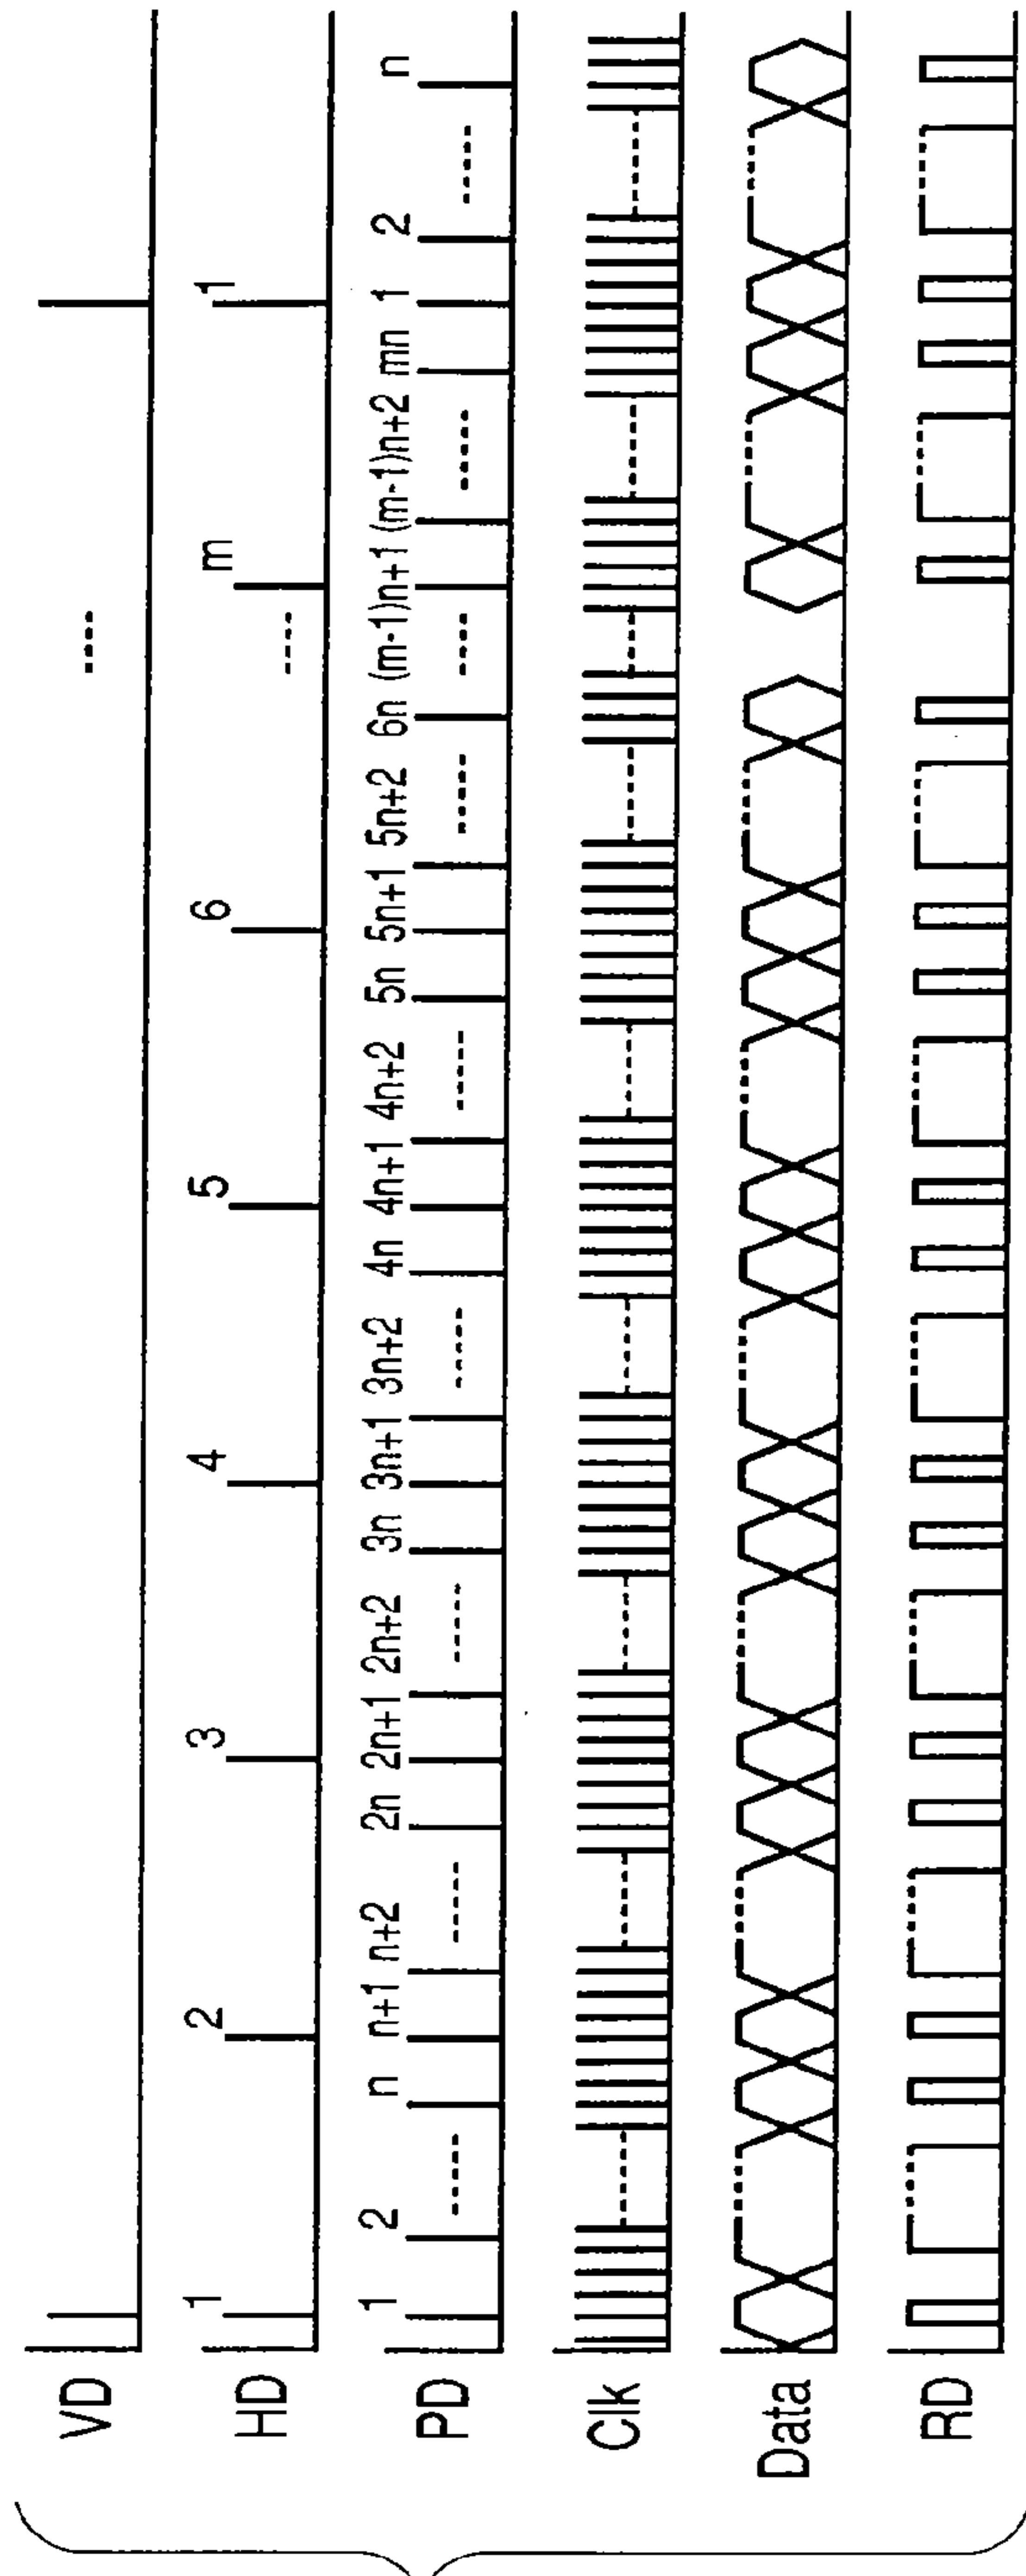 VD
HD 1 2 3 4 5 6 m 1
PD 1 2 n n+1 n+2 2n 2n+1 2n+2 3n 3n+1 3n+2 4n 4n+1 4n+2 5n 5n+1 5n+2 6n (m-1)n+1 (m-1)n+2 mn 1 2 n
Clk
Data
RD